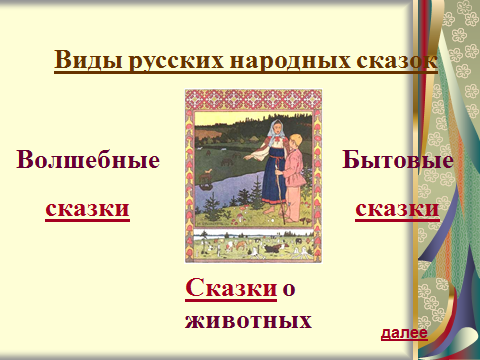 Виды русских народных сказок
Волшебные
сказки
Бытовые
сказки
Сказки о
животных
далее